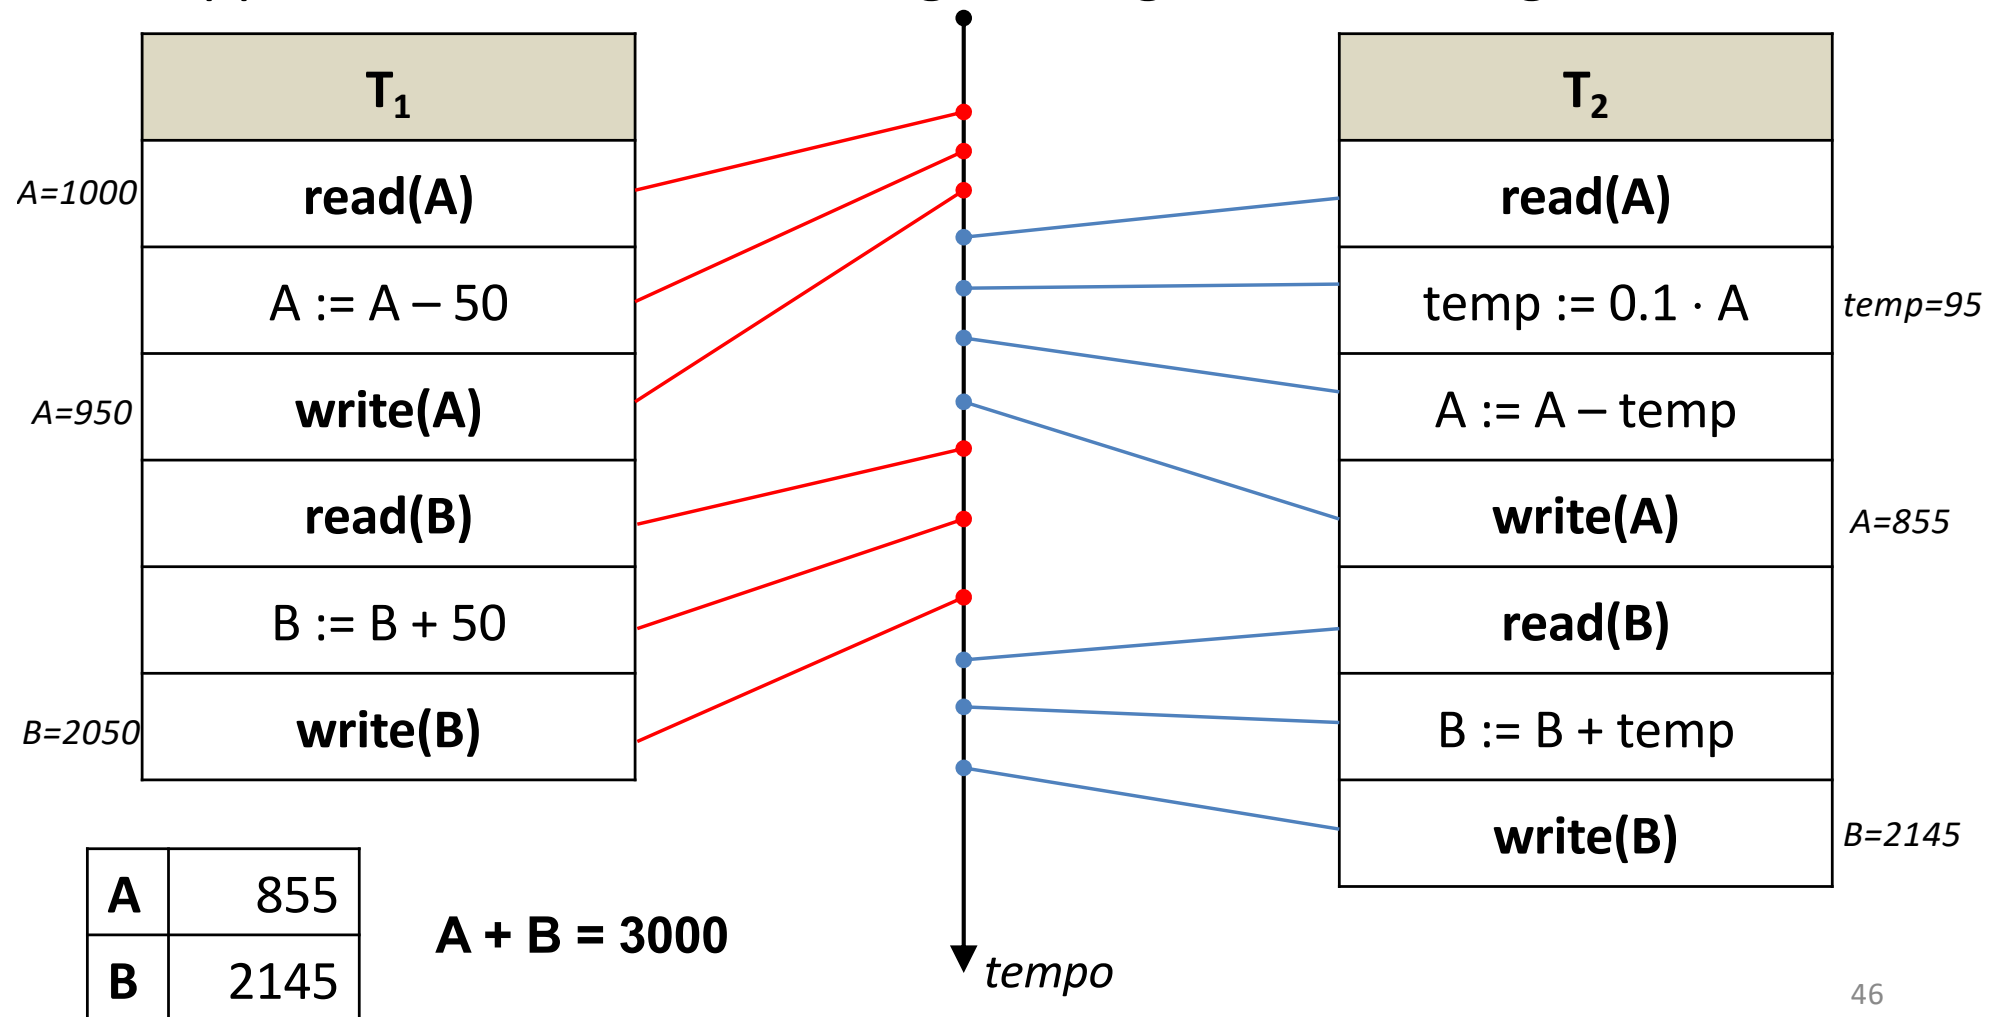 T1
A=1000 read(A)
A := A – 50
A=950 write(A)
read(B)
B := B + 50
B=2050 write(B)
T2
read(A)
temp := 0.1 · A temp=95
A := A – temp
write(A) A=855
read(B)
B := B + temp
write(B) B=2145
A 855
B 2145
A + B = 3000
tempo
46